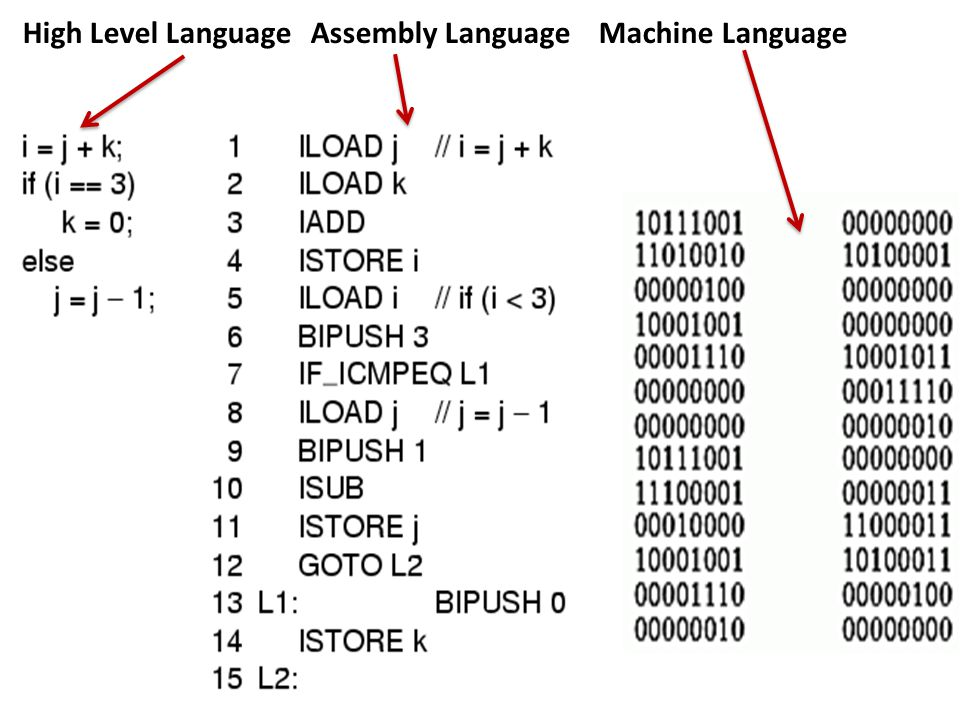 High Level Language Assembly Language Machine Language
i = j + k;
if (i == 3)
k = 0;
else
j = j – 1;
1 ILOAD j // i = j + k
2 ILOAD k
3 IADD
4 ISTORE i
5 ILOAD i // if (i < 3)
6 BIPUSH 3
7 IF_ICMPEQ L1
8 ILOAD j // j = j – 1
9 BIPUSH 1
10 ISUB
11 ISTORE j
12 GOTO L2
13 L1: BIPUSH 0
14 ISTORE k
15 L2:
10111001 00000000
11010010 10100001
00000100 00000000
10001001 00000000
00001110 10001011
00000000 00011110
00000000 00000010
10111001 00000000
11100001 00000011
00010000 11000011
10001001 10100011
00001110 00000100
00000010 00000000